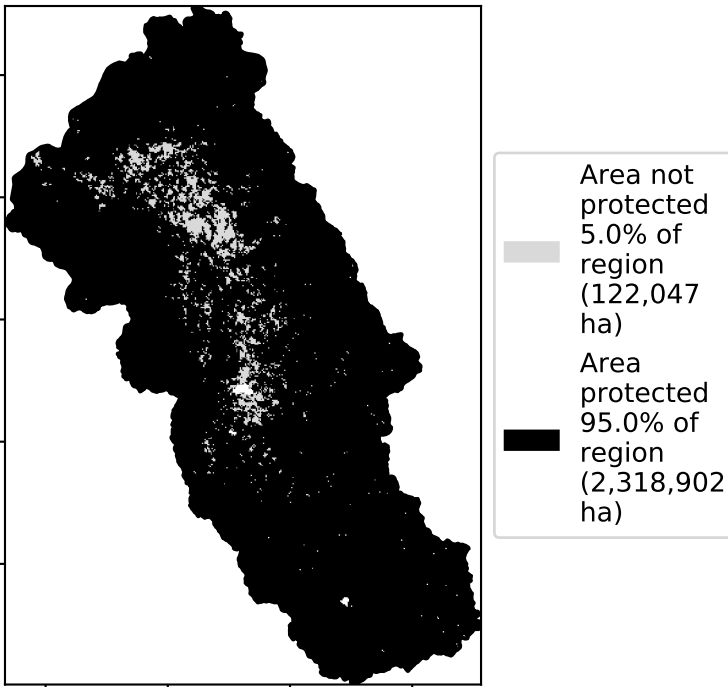 Area not
protected
5.0% of
region
(122,047
ha)
Area
protected
95.0% of
region
(2,318,902
ha)